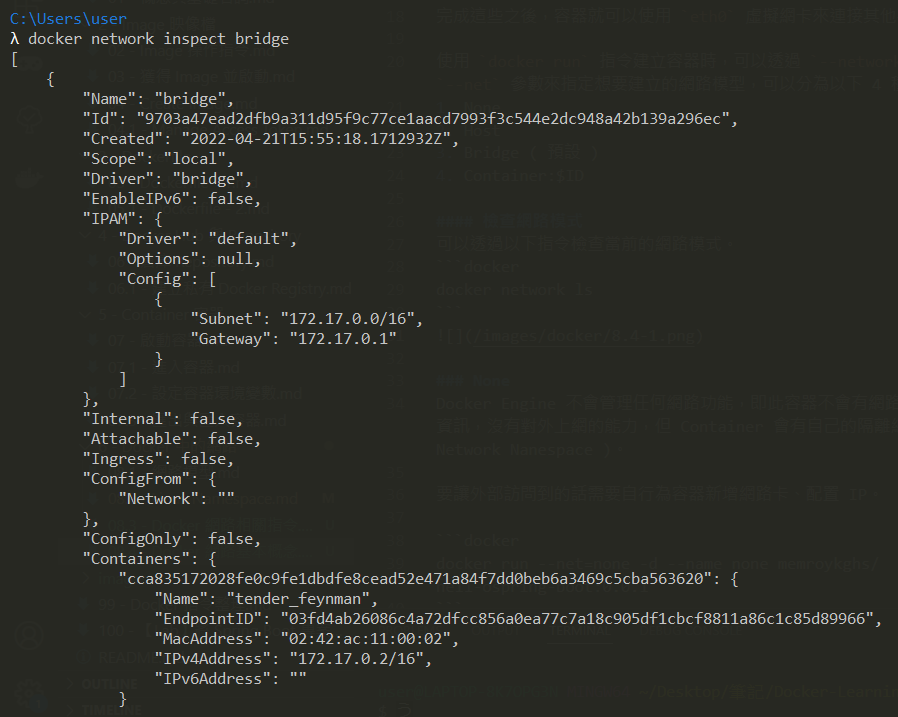 C:\Users\user
λ docker network inspect bridge
[
    {
        "Name": "bridge",
        "Id": "9703a47ead2dfb9a311d95f9c77ce1aacd7993f3c544e2dc948a42b139a296ec",
        "Created": "2022-04-21T15:55:18.1712932Z",
        "Scope": "local",
        "Driver": "bridge",
        "EnableIPv6": false,
        "IPAM": {
            "Driver": "default",
            "Options": null,
            "Config": [
                {
                    "Subnet": "172.17.0.0/16",
                    "Gateway": "172.17.0.1"
                }
            ]
        },
        "Internal": false,
        "Attachable": false,
        "Ingress": false,
        "ConfigFrom": {
            "Network": ""
        },
        "ConfigOnly": false,
        "Containers": {
            "cca835172028fe0c9fe1dbdfe8cead52e471a84f7dd0beb6a3469c5cba563620": {
                "Name": "tender_feynman",
                "EndpointID": "03fd4ab26086c4a72dfcc856a0ea77c7a18c905df1cbcf8811a86c1c85d89966",
                "MacAddress": "02:42:ac:11:00:02",
                "IPv4Address": "172.17.0.2/16",
                "IPv6Address": ""
            }